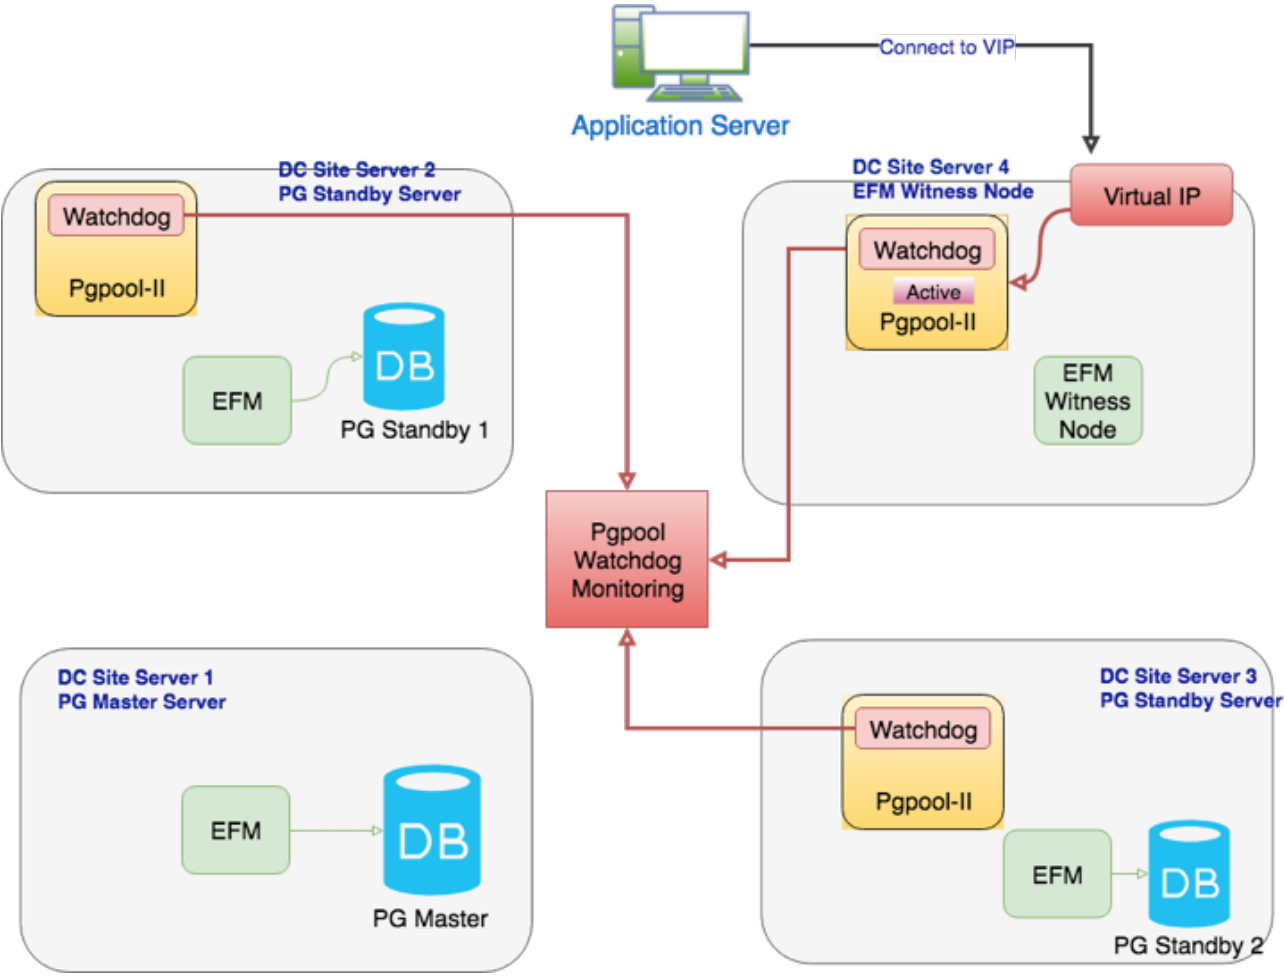 Connect to VIP
Application Server
DC Site Server 2
PG Standby Server
Watchdog
Pgpool-II
EFM
DB
PG Standby 1
DC Site Server 4
EFM Witness Node
Virtual IP
Watchdog
Active
Pgpool-II
EFM
Witness
Node
Pgpool
Watchdog
Monitoring
DC Site Server 1
PG Master Server
EFM
DB
PG Master
DC Site Server 3
PG Standby Server
Watchdog
Pgpool-II
EFM
DB
PG Standby 2